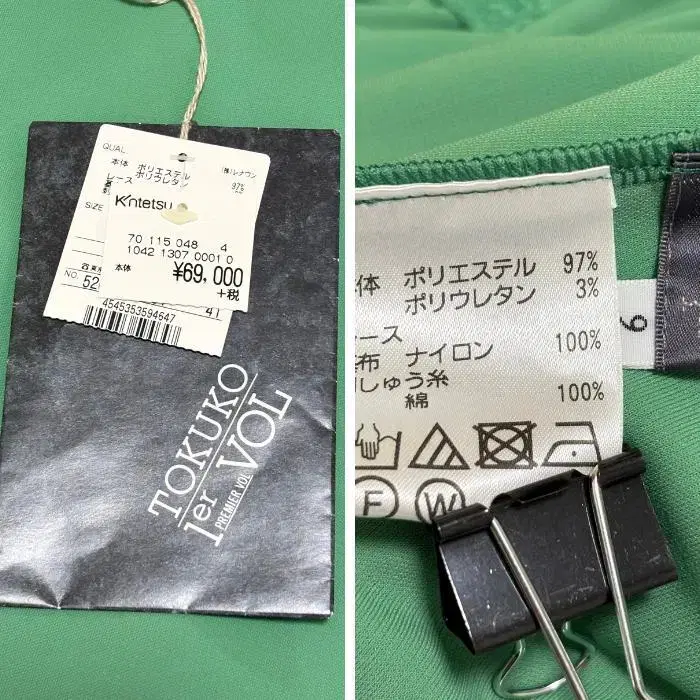 QUAL
(株)レナウン
本体 ポリエステル 97%
ポリウレタン
レース
Kintetsu
SIZE
70 115 048 4
1042 1307 0001 0
本体 ¥69,000
+税
NO. 52
41
4545353594647
TOKUKO
1er VOL
PREMIER VOL
体 ポリエステル 97%
ポリウレタン 3%
ース
布 ナイロン 100%
しゅう糸
綿 100%
F W
9